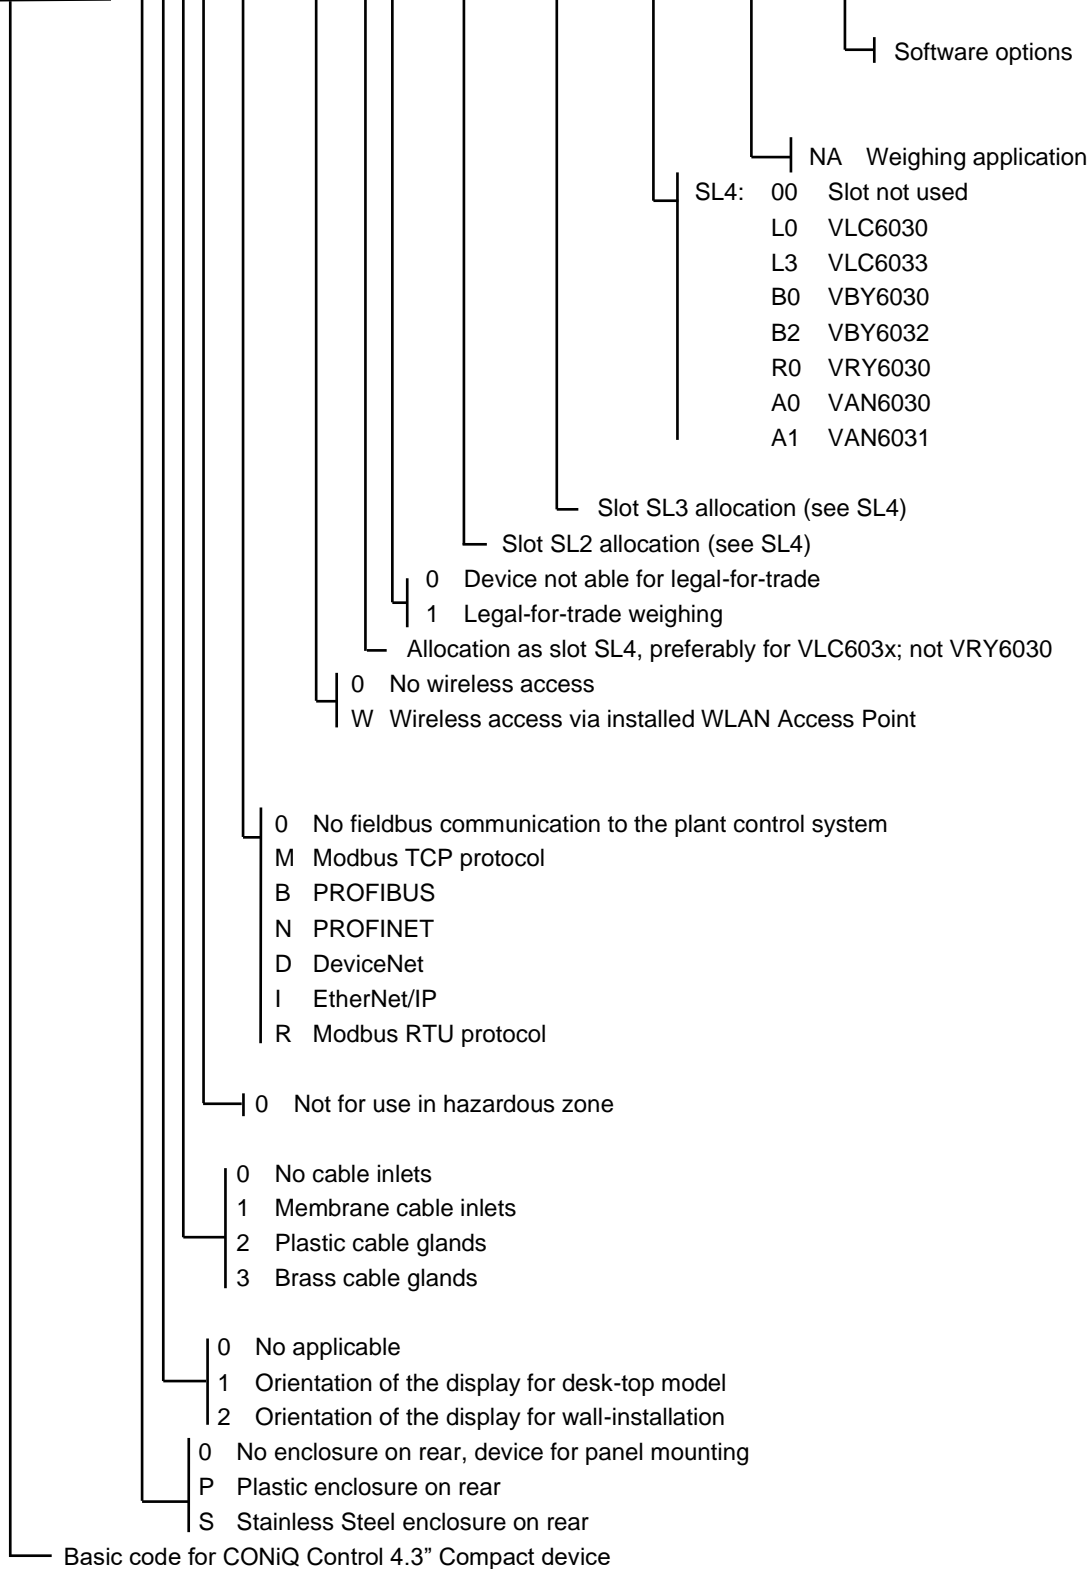 Software options
NA Weighing application
SL4: 00 Slot not used
L0 VLC6030
L3 VLC6033
B0 VBY6030
B2 VBY6032
R0 VRY6030
A0 VAN6030
A1 VAN6031
Slot SL3 allocation (see SL4)
Slot SL2 allocation (see SL4)
0 Device not able for legal-for-trade
1 Legal-for-trade weighing
Allocation as slot SL4, preferably for VLC603x; not VRY6030
0 No wireless access
W Wireless access via installed WLAN Access Point
0 No fieldbus communication to the plant control system
M Modbus TCP protocol
B PROFIBUS
N PROFINET
D DeviceNet
I EtherNet/IP
R Modbus RTU protocol
0 Not for use in hazardous zone
0 No cable inlets
1 Membrane cable inlets
2 Plastic cable glands
3 Brass cable glands
0 No applicable
1 Orientation of the display for desk-top model
2 Orientation of the display for wall-installation
0 No enclosure on rear, device for panel mounting
P Plastic enclosure on rear
S Stainless Steel enclosure on rear
Basic code for CONiQ Control 4.3” Compact device